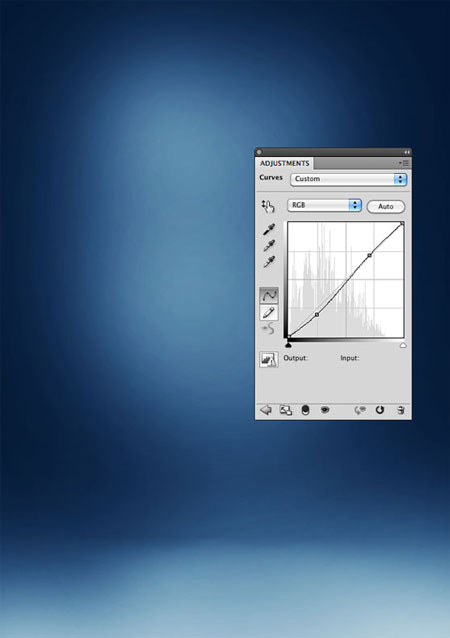 ADJUSTMENTS
Curves Custom
RGB Auto
Output: Input: